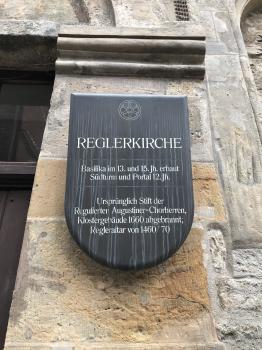 REGLERKIRCHE
Basilika im 13. und 15. Jh. erbaut
Südturm und Portal 12. Jh.
Ursprünglich Stift der
Regulierten Augustiner-Chorherren,
Klostergebäude 1660 abgebrannt;
Regleraltar von 1460/70